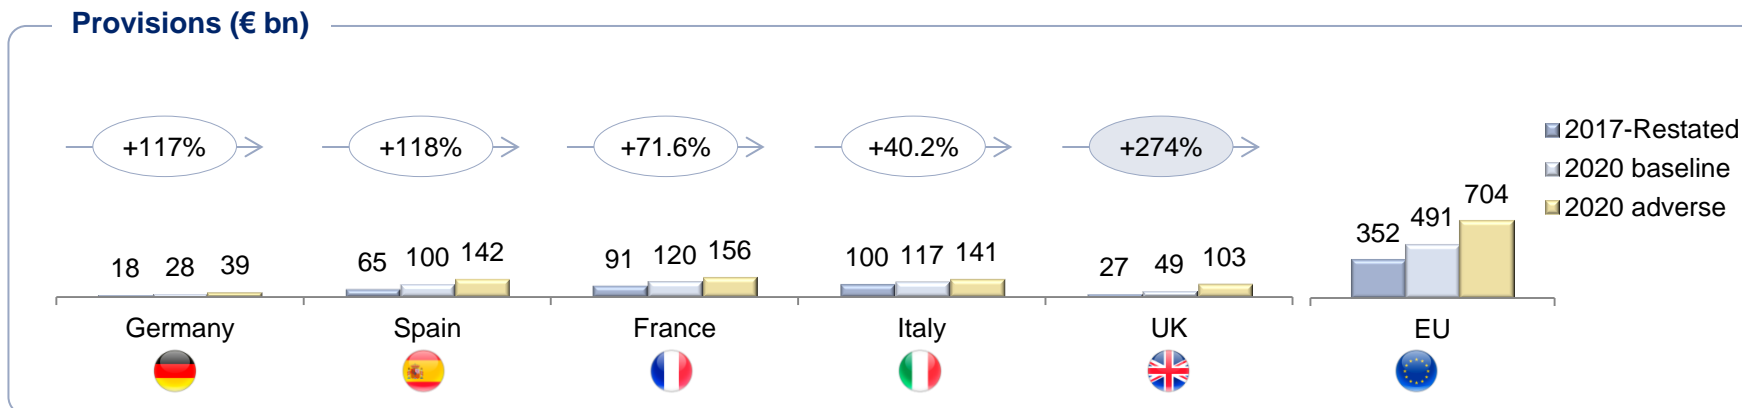 Provisions (€ bn)
+117%
+118%
+71.6%
+40.2%
+274%
2017-Restated
2020 baseline
2020 adverse
18 28 39
65 100 142
91 120 156
100 117 141
27 49 103
352 491 704
Germany
Spain
France
Italy
UK
EU